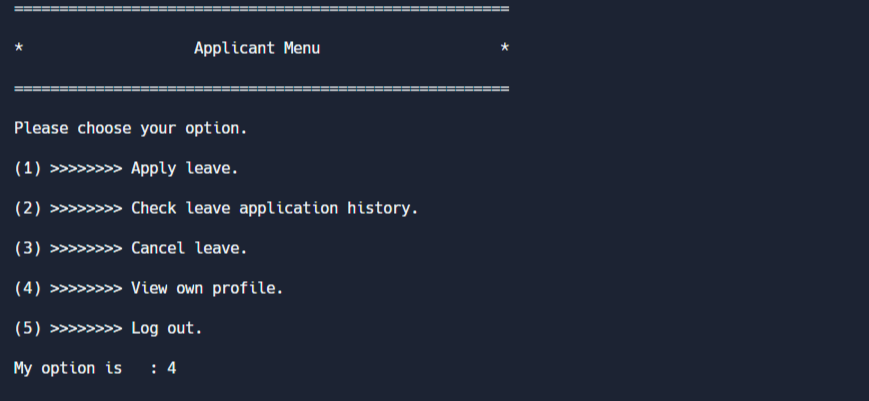 =======================================================
*                   Applicant Menu                    *
=======================================================
Please choose your option.
(1) >>>>>>>> Apply leave.
(2) >>>>>>>> Check leave application history.
(3) >>>>>>>> Cancel leave.
(4) >>>>>>>> View own profile.
(5) >>>>>>>> Log out.
My option is   : 4